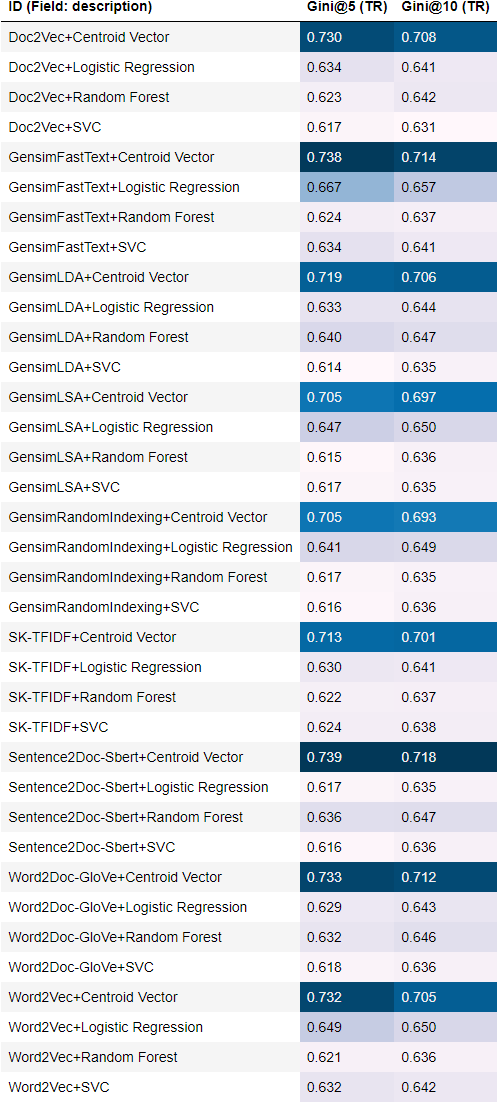 ID (Field: description) Gini@5 (TR) Gini@10 (TR)
Doc2Vec+Centroid Vector 0.730 0.708
Doc2Vec+Logistic Regression 0.634 0.641
Doc2Vec+Random Forest 0.623 0.642
Doc2Vec+SVC 0.617 0.631
GensimFastText+Centroid Vector 0.738 0.714
GensimFastText+Logistic Regression 0.667 0.657
GensimFastText+Random Forest 0.624 0.637
GensimFastText+SVC 0.634 0.641
GensimLDA+Centroid Vector 0.719 0.706
GensimLDA+Logistic Regression 0.633 0.644
GensimLDA+Random Forest 0.640 0.647
GensimLDA+SVC 0.614 0.635
GensimLSA+Centroid Vector 0.705 0.697
GensimLSA+Logistic Regression 0.647 0.650
GensimLSA+Random Forest 0.615 0.636
GensimLSA+SVC 0.617 0.635
GensimRandomIndexing+Centroid Vector 0.705 0.693
GensimRandomIndexing+Logistic Regression 0.641 0.649
GensimRandomIndexing+Random Forest 0.617 0.635
GensimRandomIndexing+SVC 0.616 0.636
SK-TFIDF+Centroid Vector 0.713 0.701
SK-TFIDF+Logistic Regression 0.630 0.641
SK-TFIDF+Random Forest 0.622 0.637
SK-TFIDF+SVC 0.624 0.638
Sentence2Doc-Sbert+Centroid Vector 0.739 0.718
Sentence2Doc-Sbert+Logistic Regression 0.617 0.635
Sentence2Doc-Sbert+Random Forest 0.636 0.647
Sentence2Doc-Sbert+SVC 0.616 0.636
Word2Doc-GloVe+Centroid Vector 0.733 0.712
Word2Doc-GloVe+Logistic Regression 0.629 0.643
Word2Doc-GloVe+Random Forest 0.632 0.646
Word2Doc-GloVe+SVC 0.618 0.636
Word2Vec+Centroid Vector 0.732 0.705
Word2Vec+Logistic Regression 0.649 0.650
Word2Vec+Random Forest 0.621 0.636
Word2Vec+SVC 0.632 0.642